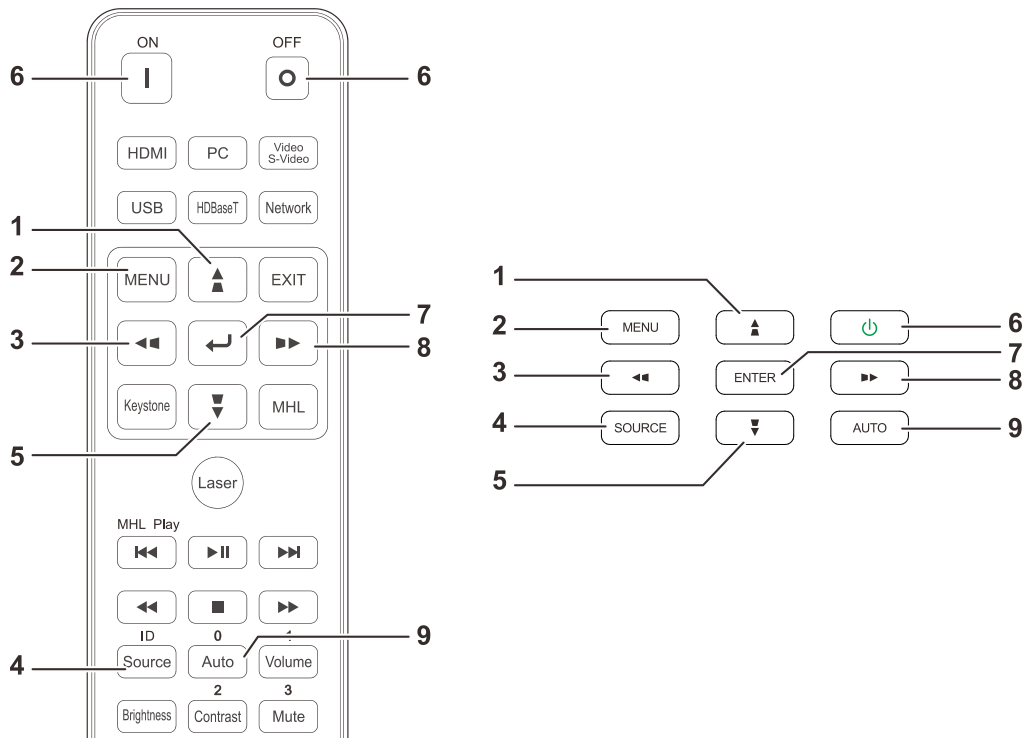 ON OFF
6 6
HDMI PC Video
S-Video
USB HDBaseT Network
1
2 MENU EXIT
7
3 8
Keystone MHL
5
Laser
MHL Play
ID 0
9
4 Source Auto Volume
2 3
Brightness Contrast Mute
1
2 MENU 6
7
3 ENTER 8
4 SOURCE AUTO 9
5